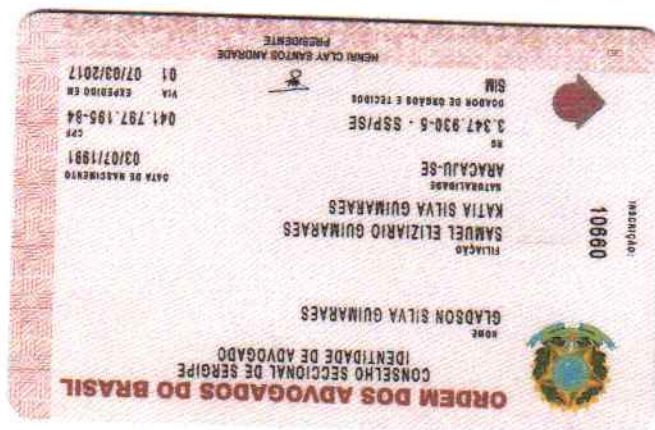 ORDEM DOS ADVOGADOS DO BRASIL
CONSELHO SECCIONAL DE SERGIPE
IDENTIDADE DE ADVOGADO
NOME
GLADSON SILVA GUIMARAES
FILIAÇÃO
SAMUEL ELIZIARIO GUIMARAES
KATIA SILVA GUIMARAES
NATURALIDADE
ARACAJU-SE
DATA DE NASCIMENTO
03/07/1991
RG
3.347.930-5 - SSP/SE
CPF
041.797.195-84
DOADOR DE ÓRGÃOS E TECIDOS
SIM
VIA EXPEDIDO EM
01 07/03/2017
HENRI CLAY SANTOS ANDRADE
PRESIDENTE
INSCRIÇÃO:
10660